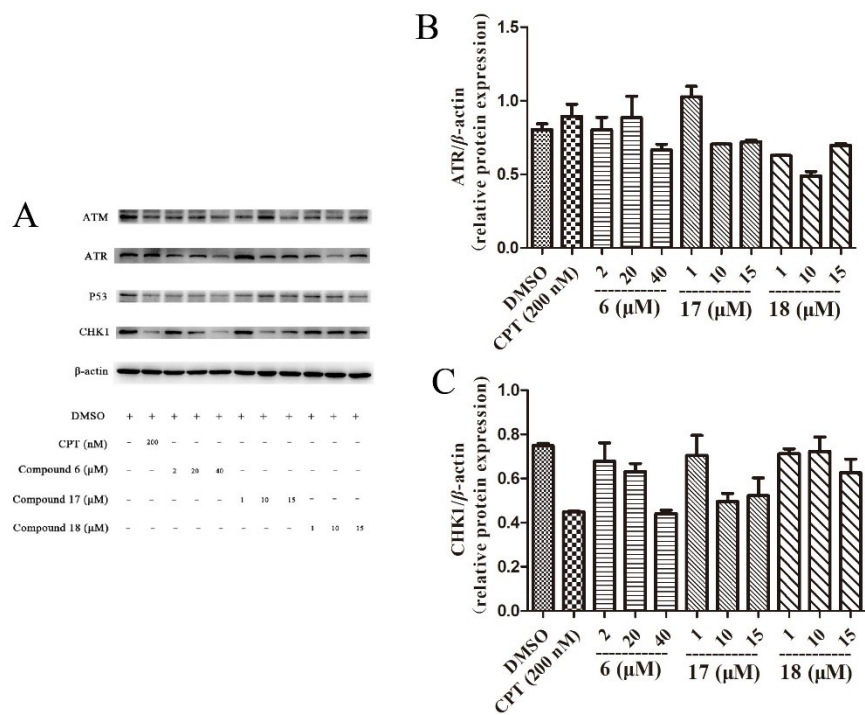 A
ATM
ATR
P53
CHK1
β-actin
DMSO + + + + + + + + + + +
CPT (nM) – 200 – – – – – – – – –
Compound 6 (μM) – – 2 20 40 – – – – – –
Compound 17 (μM) – – – – – 1 10 15 – – –
Compound 18 (μM) – – – – – – – – 1 10 15
B
ATR/β-actin
(relative protein expression)
1.5
1.0
0.5
0.0
DMSO
CPT (200 nM)
2 20 40 1 10 15 1 10 15
6 (μM) 17 (μM) 18 (μM)
C
CHK1/β-actin
(relative protein expression)
1.0
0.8
0.6
0.4
0.2
0.0
DMSO
CPT (200 nM)
2 20 40 1 10 15 1 10 15
6 (μM) 17 (μM) 18 (μM)